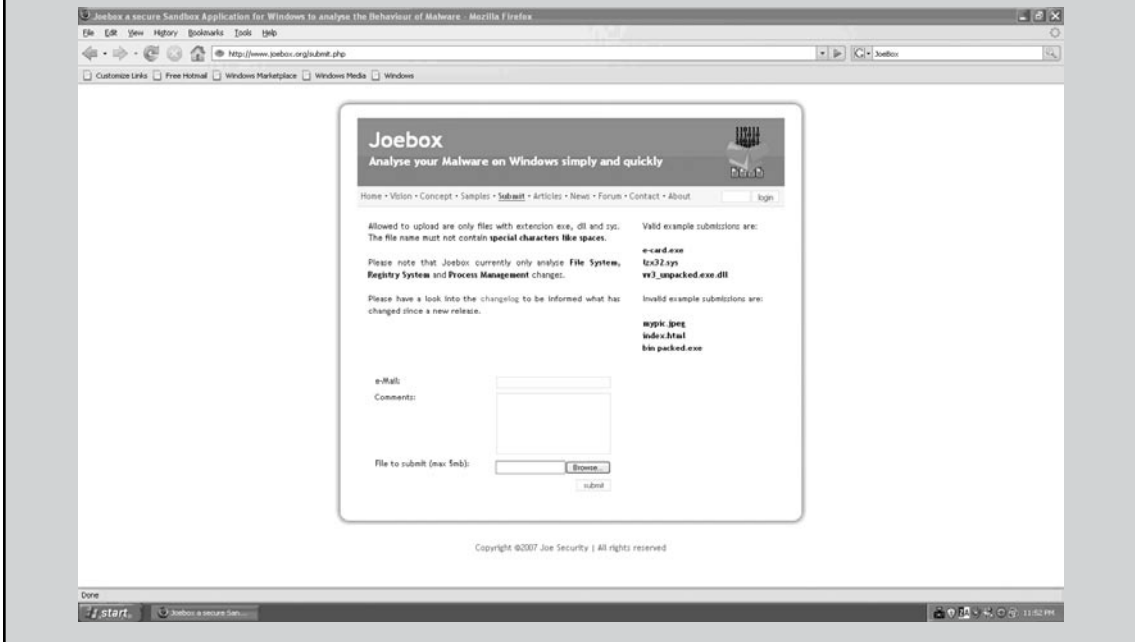 Joebox a secure Sandbox Application for Windows to analyse the Behaviour of Malware - Mozilla Firefox
File Edit View History Bookmarks Tools Help
http://www.joebox.org/submit.php
JoeBox
Customize Links Free Hotmail Windows Marketplace Windows Media Windows
Joebox
Analyse your Malware on Windows simply and quickly
Home • Vision • Concept • Samples • Submit • Articles • News • Forum • Contact • About
login
Allowed to upload are only files with extension exe, dll and sys.
The file name must not contain special characters like spaces.
Please note that Joebox currently only analyse File System,
Registry System and Process Management changes.
Please have a look into the changelog to be informed what has
changed since a new release.
Valid example submissions are:
e-card.exe
lzx32.sys
vv3_unpacked.exe.dll
Invalid example submissions are:
mypic.jpeg
index.html
bin packed.exe
e-Mail:
Comments:
File to submit (max 5mb):
Browse...
submit
Copyright ©2007 Joe Security | All rights reserved
Done
start
Joebox a secure San...
11:52 PM